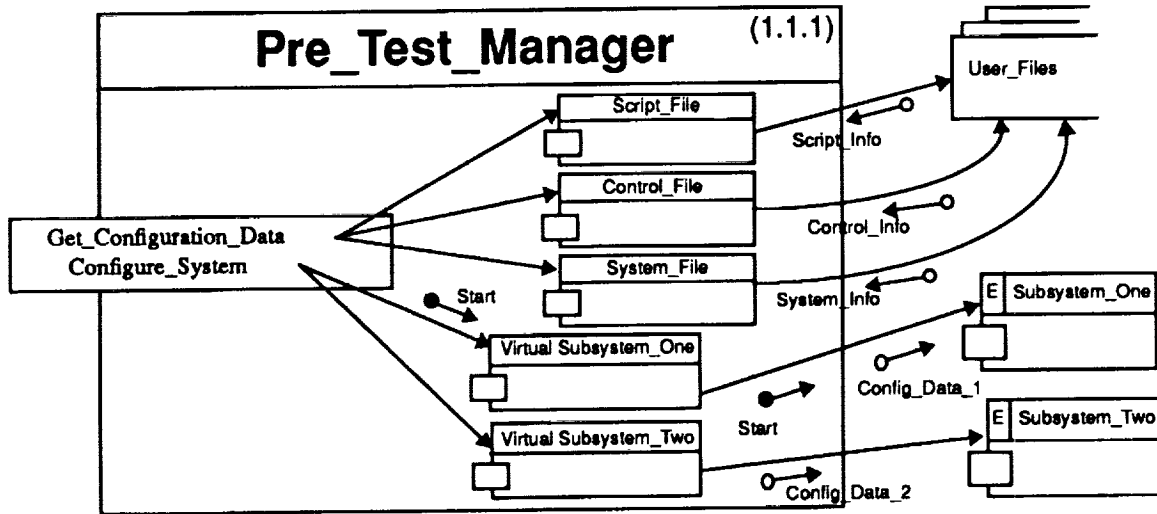 Pre_Test_Manager
(1.1.1)
User_Files
Script_File
Script_Info
Control_File
Control_Info
Get_Configuration_Data
Configure_System
System_File
System_Info
Start
E Subsystem_One
Virtual Subsystem_One
Config_Data_1
Start
E Subsystem_Two
Virtual Subsystem_Two
Config_Data_2